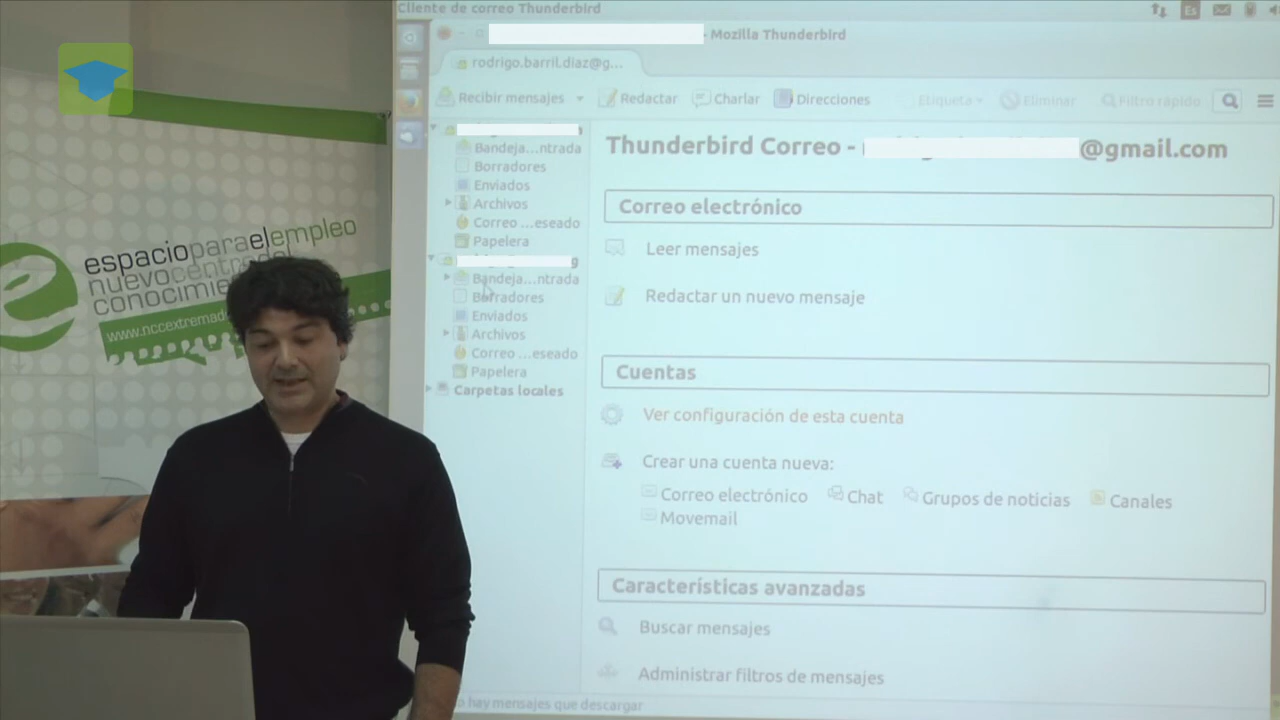 Cliente de correo Thunderbird
Es
- Mozilla Thunderbird
rodrigo.barril.diaz@g...
Recibir mensajes
Redactar
Charlar
Direcciones
Etiqueta
Eliminar
Filtro rápido
Bandeja...ntrada
Borradores
Enviados
Archivos
Correo ...eseado
Papelera
Bandeja...ntrada
Borradores
Enviados
Archivos
Correo ...eseado
Papelera
Carpetas locales
Thunderbird Correo -
@gmail.com
Correo electrónico
Leer mensajes
Redactar un nuevo mensaje
Cuentas
Ver configuración de esta cuenta
Crear una cuenta nueva:
Correo electrónico
Chat
Grupos de noticias
Canales
Movemail
Características avanzadas
Buscar mensajes
Administrar filtros de mensajes
o hay mensajes que descargar
e
espacioparaelempleo
nuevocentrodel
conocimie
www.nccextremad